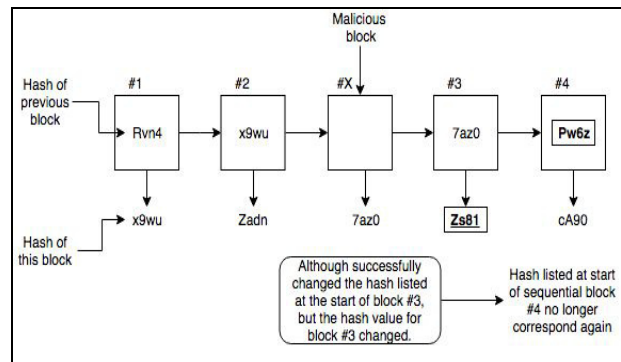 Malicious
block
Hash of
previous
block
#1
#2
#X
#3
#4
Rvn4
x9wu
7az0
Pw6z
x9wu
Zadn
7az0
Zs81
cA90
Hash of
this block
Although successfully
changed the hash listed
at the start of block #3,
but the hash value for
block #3 changed.
Hash listed at start
of sequential block
#4 no longer
correspond again